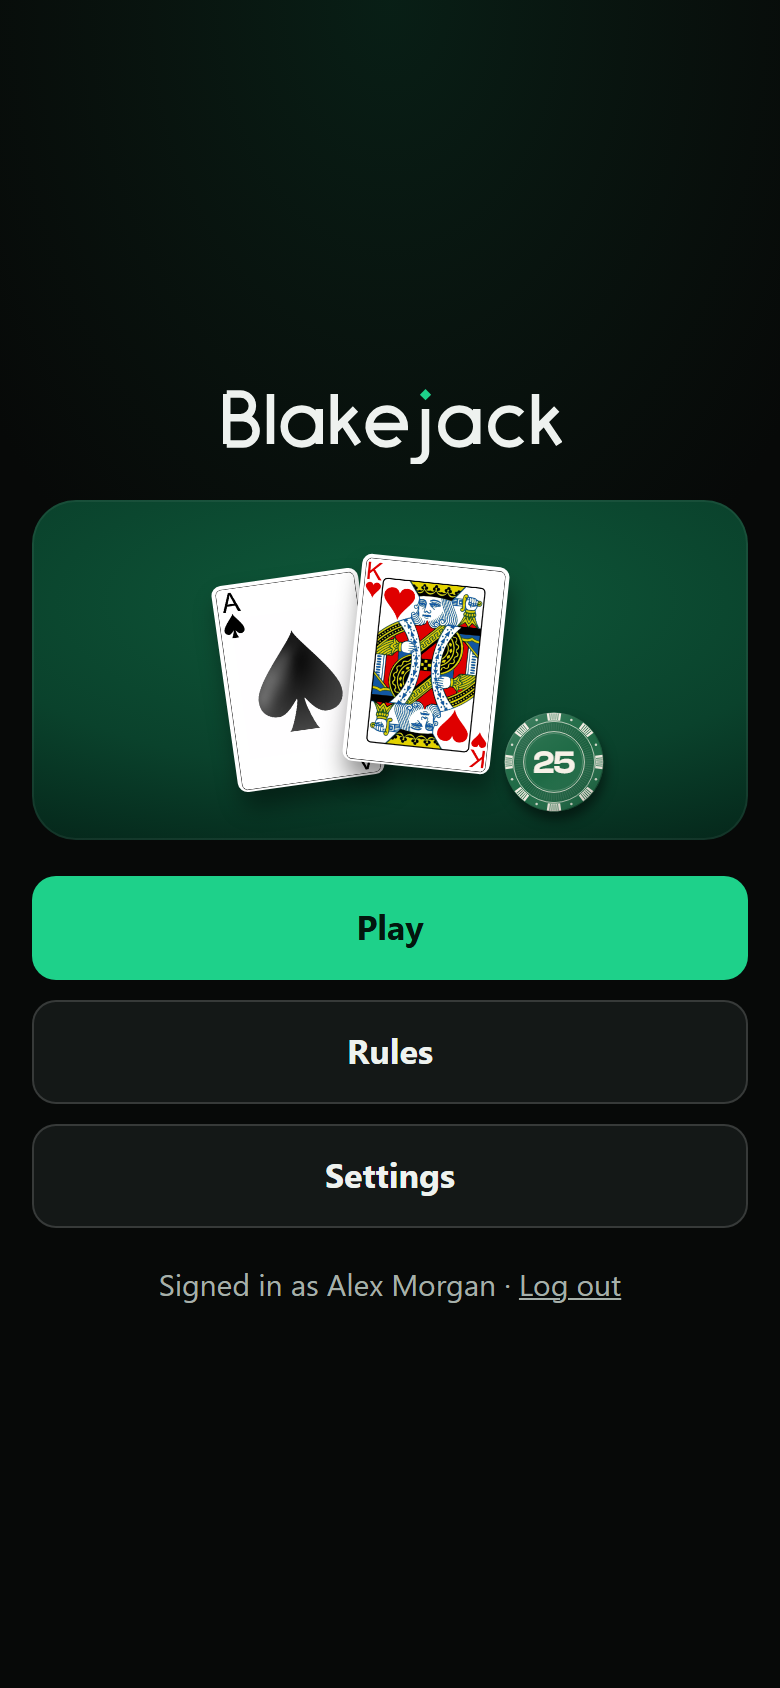 Blakejack
A
K
K
25
Play
Rules
Settings
Signed in as Alex Morgan · Log out